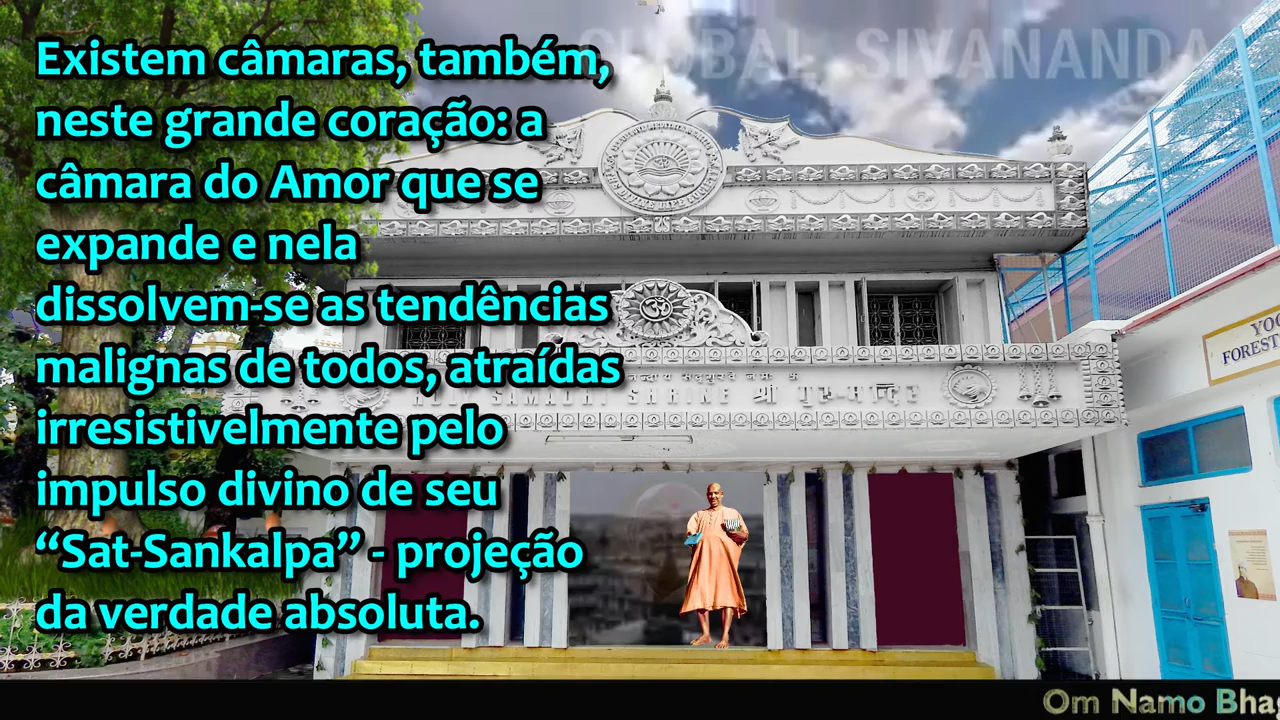 GLOBAL SIVANANDA
Existem câmaras, também,
neste grande coração: a
câmara do Amor que se
expande e nela
dissolvem-se as tendências
malignas de todos, atraídas
irresistivelmente pelo
impulso divino de seu
“Sat-Sankalpa” - projeção
da verdade absoluta.
HOLY SAMADHI SHRINE
YOG
FOREST
Om Namo Bhag